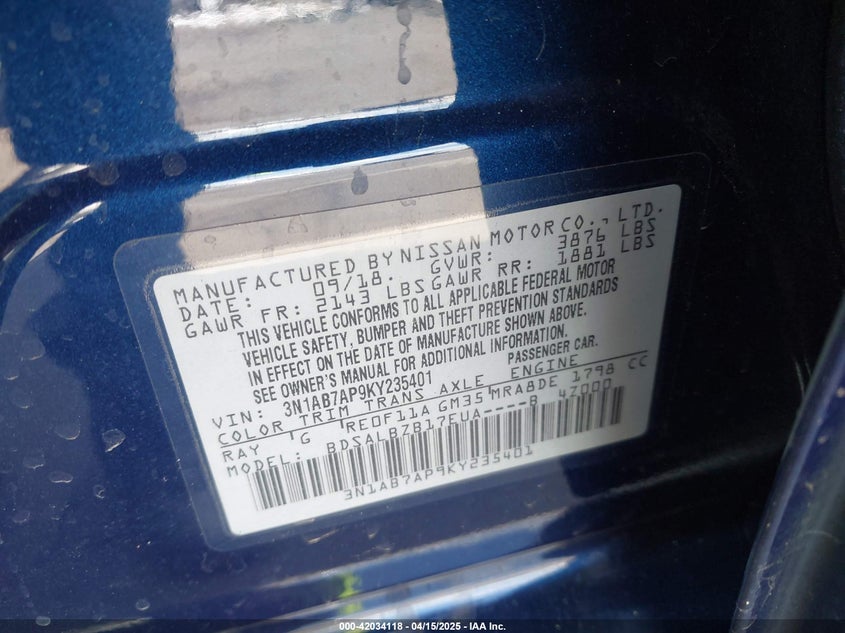 MANUFACTURED BY NISSAN MOTOR CO., LTD.
DATE: 09/18. GVWR: 3876 LBS
GAWR FR: 2143 LBS GAWR RR: 1881 LBS
THIS VEHICLE CONFORMS TO ALL APPLICABLE FEDERAL MOTOR
VEHICLE SAFETY, BUMPER AND THEFT PREVENTION STANDARDS
IN EFFECT ON THE DATE OF MANUFACTURE SHOWN ABOVE.
SEE OWNER'S MANUAL FOR ADDITIONAL INFORMATION.
VIN: 3N1AB7AP9KY235401 PASSENGER CAR.
COLOR TRIM TRANS AXLE ENGINE 1798 CC
RAY G RE0F11A GM35 MRA8DE 4Z000
MODEL: BDSALBZB17EUA----B
3N1AB7AP9KY235401
000-42034118 - 04/15/2025 - IAA Inc.